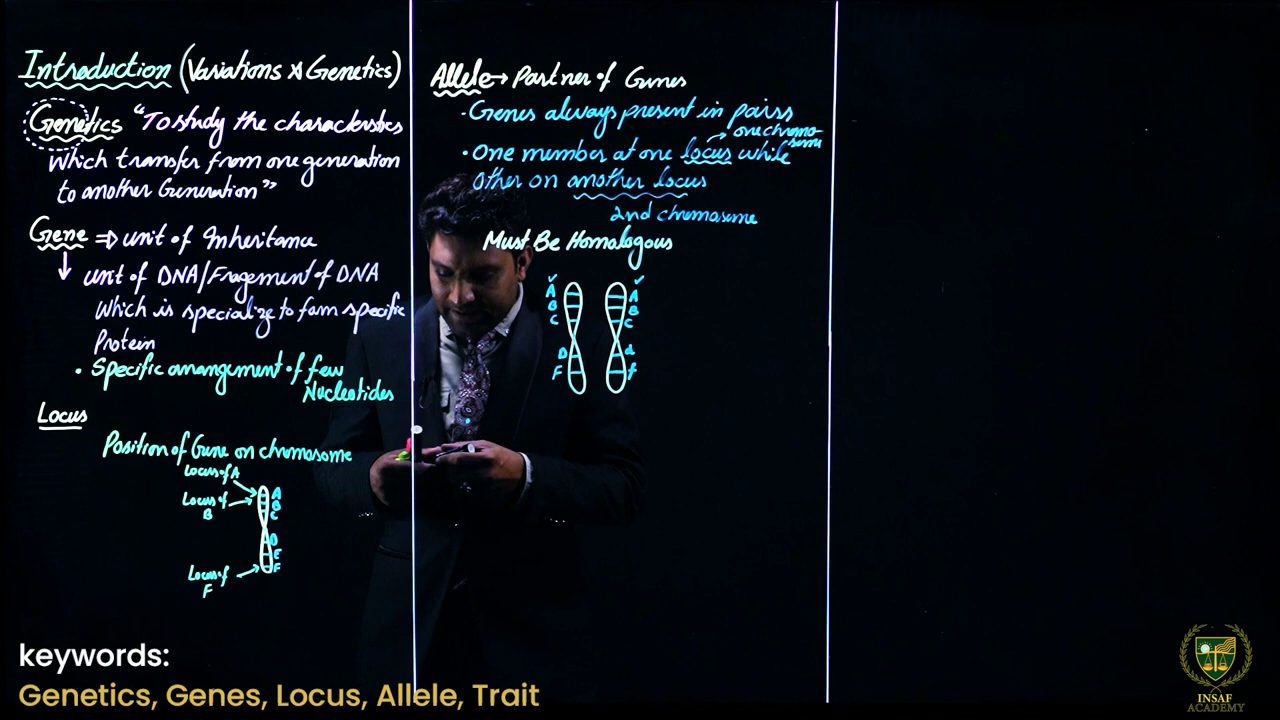 Introduction (Variations & Genetics)
Genetics "To study the characteristics
Which transfer from one generation
to another Generation"
Gene ⇒ unit of Inheritance
↓ unit of DNA/Fragement of DNA
Which is specialize to form specific
Protein
• Specific arrangement of few
Nucleotides
Locus
Position of Gene on chromosome
Locus of A
Locus of
B
A
B
C
D
E
F
Locus of
F
Allele → Partner of Genes
- Genes always present in pairs
→ one chromo-
some
• One member at one locus while
Other on another locus
2nd chromosome
Must Be Homologous
A
B
C
D
F
A
B
C
d
f
keywords:
Genetics, Genes, Locus, Allele, Trait
INSAF
ACADEMY